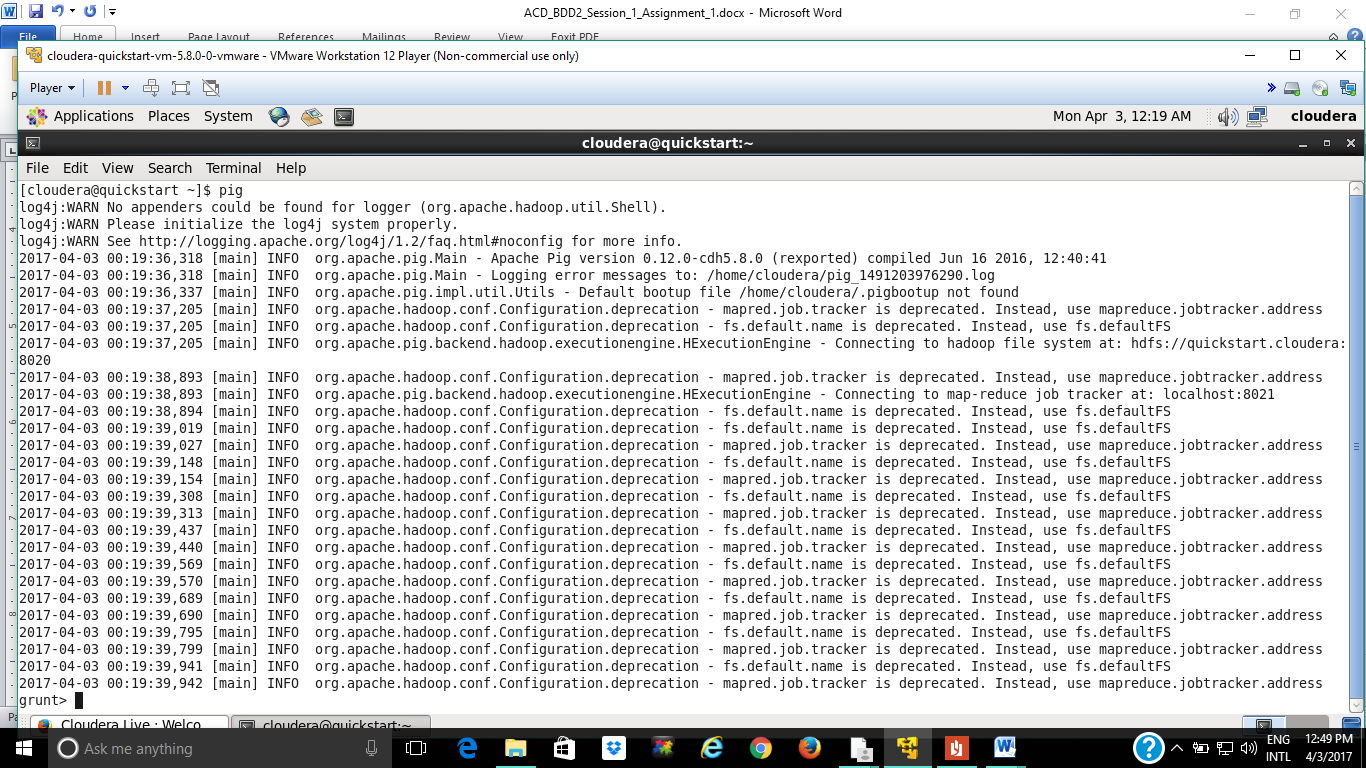 ACD_BDD2_Session_1_Assignment_1.docx - Microsoft Word
File Home Insert Page Layout References Mailings Review View Foxit PDF
cloudera-quickstart-vm-5.8.0-0-vmware - VMware Workstation 12 Player (Non-commercial use only)
Player
Applications Places System Mon Apr 3, 12:19 AM cloudera
cloudera@quickstart:~
File Edit View Search Terminal Help
[cloudera@quickstart ~]$ pig
log4j:WARN No appenders could be found for logger (org.apache.hadoop.util.Shell).
log4j:WARN Please initialize the log4j system properly.
log4j:WARN See http://logging.apache.org/log4j/1.2/faq.html#noconfig for more info.
2017-04-03 00:19:36,318 [main] INFO  org.apache.pig.Main - Apache Pig version 0.12.0-cdh5.8.0 (rexported) compiled Jun 16 2016, 12:40:41
2017-04-03 00:19:36,318 [main] INFO  org.apache.pig.Main - Logging error messages to: /home/cloudera/pig_1491203976290.log
2017-04-03 00:19:36,337 [main] INFO  org.apache.pig.impl.util.Utils - Default bootup file /home/cloudera/.pigbootup not found
2017-04-03 00:19:37,205 [main] INFO  org.apache.hadoop.conf.Configuration.deprecation - mapred.job.tracker is deprecated. Instead, use mapreduce.jobtracker.address
2017-04-03 00:19:37,205 [main] INFO  org.apache.hadoop.conf.Configuration.deprecation - fs.default.name is deprecated. Instead, use fs.defaultFS
2017-04-03 00:19:37,205 [main] INFO  org.apache.pig.backend.hadoop.executionengine.HExecutionEngine - Connecting to hadoop file system at: hdfs://quickstart.cloudera:
8020
2017-04-03 00:19:38,893 [main] INFO  org.apache.hadoop.conf.Configuration.deprecation - mapred.job.tracker is deprecated. Instead, use mapreduce.jobtracker.address
2017-04-03 00:19:38,893 [main] INFO  org.apache.pig.backend.hadoop.executionengine.HExecutionEngine - Connecting to map-reduce job tracker at: localhost:8021
2017-04-03 00:19:38,894 [main] INFO  org.apache.hadoop.conf.Configuration.deprecation - fs.default.name is deprecated. Instead, use fs.defaultFS
2017-04-03 00:19:39,019 [main] INFO  org.apache.hadoop.conf.Configuration.deprecation - fs.default.name is deprecated. Instead, use fs.defaultFS
2017-04-03 00:19:39,027 [main] INFO  org.apache.hadoop.conf.Configuration.deprecation - mapred.job.tracker is deprecated. Instead, use mapreduce.jobtracker.address
2017-04-03 00:19:39,148 [main] INFO  org.apache.hadoop.conf.Configuration.deprecation - fs.default.name is deprecated. Instead, use fs.defaultFS
2017-04-03 00:19:39,154 [main] INFO  org.apache.hadoop.conf.Configuration.deprecation - mapred.job.tracker is deprecated. Instead, use mapreduce.jobtracker.address
2017-04-03 00:19:39,308 [main] INFO  org.apache.hadoop.conf.Configuration.deprecation - fs.default.name is deprecated. Instead, use fs.defaultFS
2017-04-03 00:19:39,313 [main] INFO  org.apache.hadoop.conf.Configuration.deprecation - mapred.job.tracker is deprecated. Instead, use mapreduce.jobtracker.address
2017-04-03 00:19:39,437 [main] INFO  org.apache.hadoop.conf.Configuration.deprecation - fs.default.name is deprecated. Instead, use fs.defaultFS
2017-04-03 00:19:39,440 [main] INFO  org.apache.hadoop.conf.Configuration.deprecation - mapred.job.tracker is deprecated. Instead, use mapreduce.jobtracker.address
2017-04-03 00:19:39,569 [main] INFO  org.apache.hadoop.conf.Configuration.deprecation - fs.default.name is deprecated. Instead, use fs.defaultFS
2017-04-03 00:19:39,570 [main] INFO  org.apache.hadoop.conf.Configuration.deprecation - mapred.job.tracker is deprecated. Instead, use mapreduce.jobtracker.address
2017-04-03 00:19:39,689 [main] INFO  org.apache.hadoop.conf.Configuration.deprecation - fs.default.name is deprecated. Instead, use fs.defaultFS
2017-04-03 00:19:39,690 [main] INFO  org.apache.hadoop.conf.Configuration.deprecation - mapred.job.tracker is deprecated. Instead, use mapreduce.jobtracker.address
2017-04-03 00:19:39,795 [main] INFO  org.apache.hadoop.conf.Configuration.deprecation - fs.default.name is deprecated. Instead, use fs.defaultFS
2017-04-03 00:19:39,799 [main] INFO  org.apache.hadoop.conf.Configuration.deprecation - mapred.job.tracker is deprecated. Instead, use mapreduce.jobtracker.address
2017-04-03 00:19:39,941 [main] INFO  org.apache.hadoop.conf.Configuration.deprecation - fs.default.name is deprecated. Instead, use fs.defaultFS
2017-04-03 00:19:39,942 [main] INFO  org.apache.hadoop.conf.Configuration.deprecation - mapred.job.tracker is deprecated. Instead, use mapreduce.jobtracker.address
grunt>
Cloudera Live : Welco... cloudera@quickstart:~
Ask me anything ENG 12:49 PM
INTL 4/3/2017